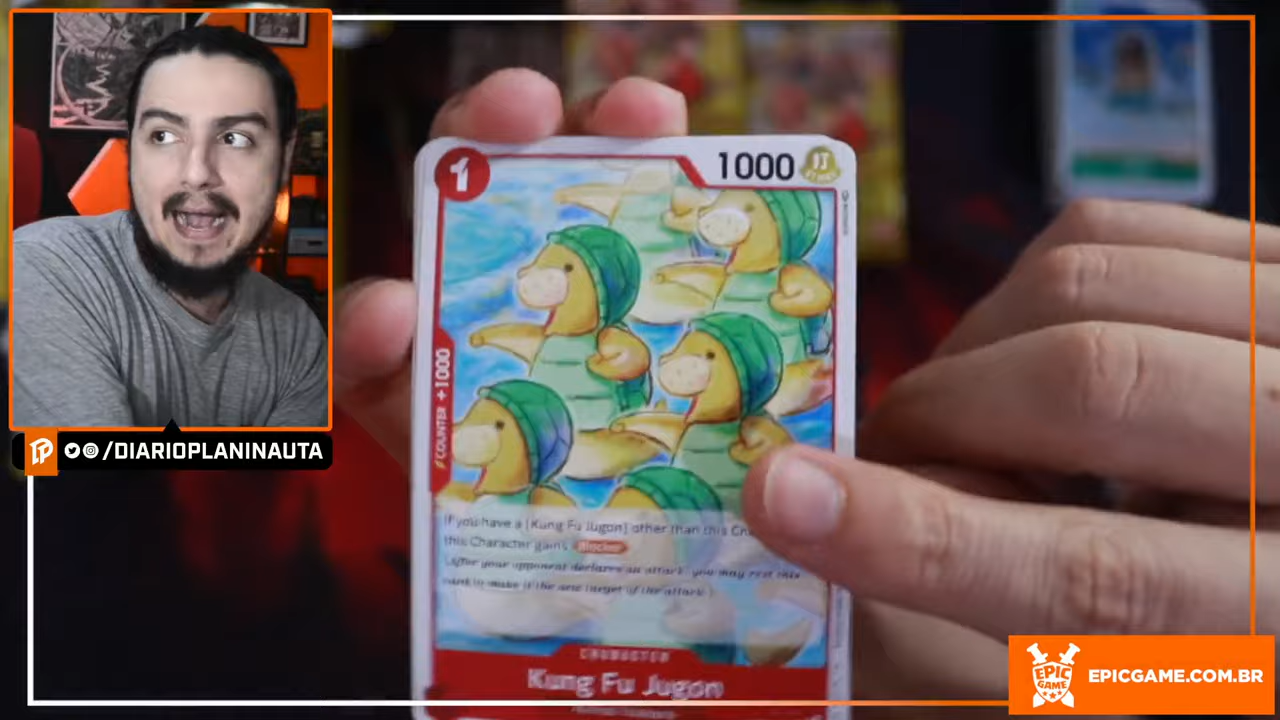 1
1000
COUNTER +1000
/DIARIOPLANINAUTA
If you have a [Kung Fu Jugon] other than this
this Character gains Blocker
(After your opponent declares an attack, you may rest this
card to make it the new target of the attack.)
CHARACTER
Kung Fu Jugon
EPIC
GAME
EPICGAME.COM.BR